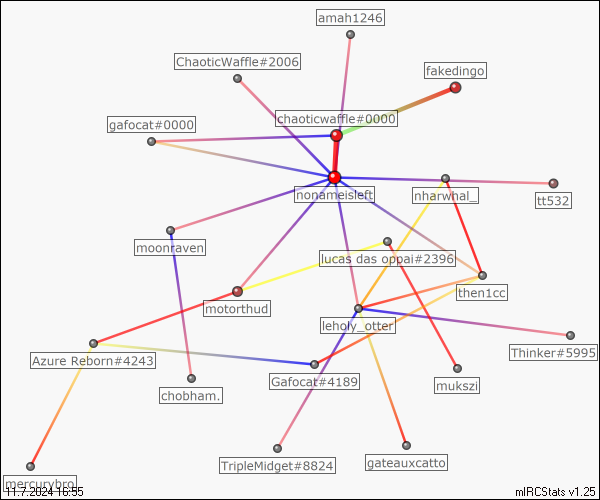 amah1246
ChaoticWaffle#2006
fakedingo
chaoticwaffle#0000
gafocat#0000
nonameisleft
nharwhal_
tt532
moonraven
lucas das oppai#2396
then1cc
motorthud
leholy_otter
Thinker#5995
Azure Reborn#4243
Gafocat#4189
mukszi
chobham.
TripleMidget#8824
gateauxcatto
mercurybro
11.7.2024 16:55
mIRCStats v1.25